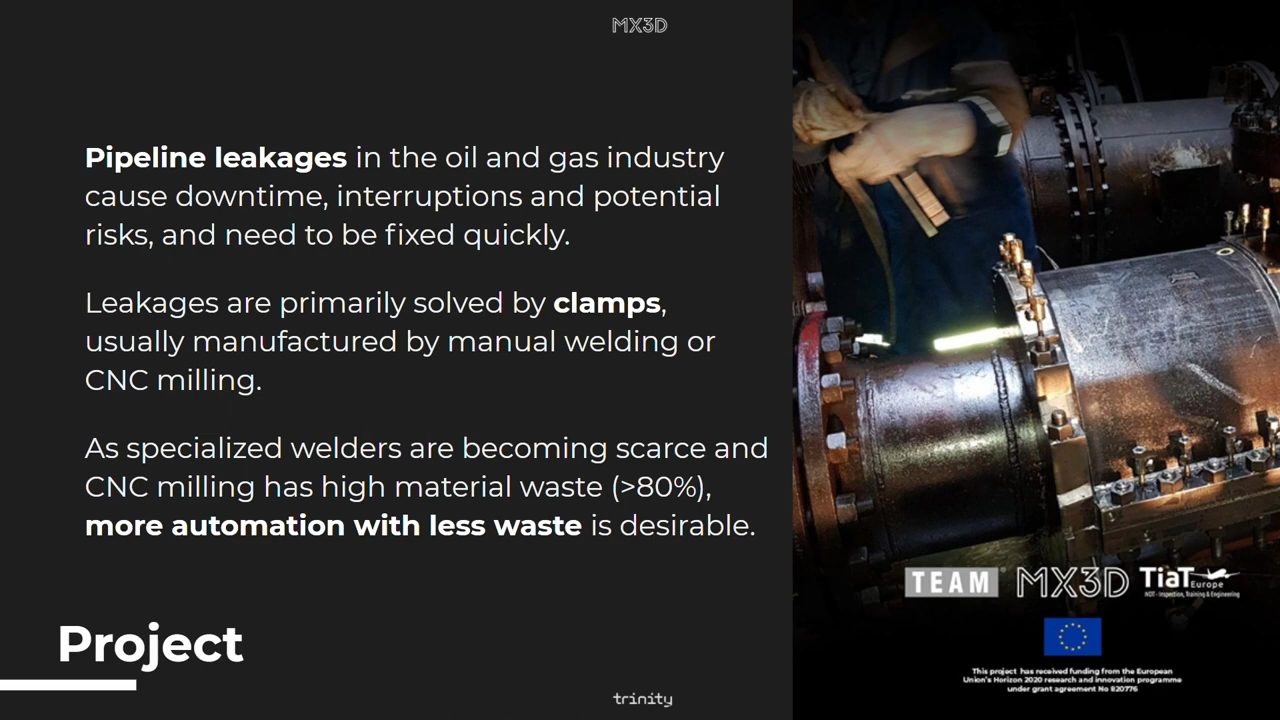 MX3D
Pipeline leakages in the oil and gas industry
cause downtime, interruptions and potential
risks, and need to be fixed quickly.
Leakages are primarily solved by clamps,
usually manufactured by manual welding or
CNC milling.
As specialized welders are becoming scarce and
CNC milling has high material waste (>80%),
more automation with less waste is desirable.
Project
trinity
TEAM® MX3D TiaT Europe
NDT - Inspection, Training & Engineering
This project has received funding from the European
Union's Horizon 2020 research and innovation programme
under grant agreement No 820776